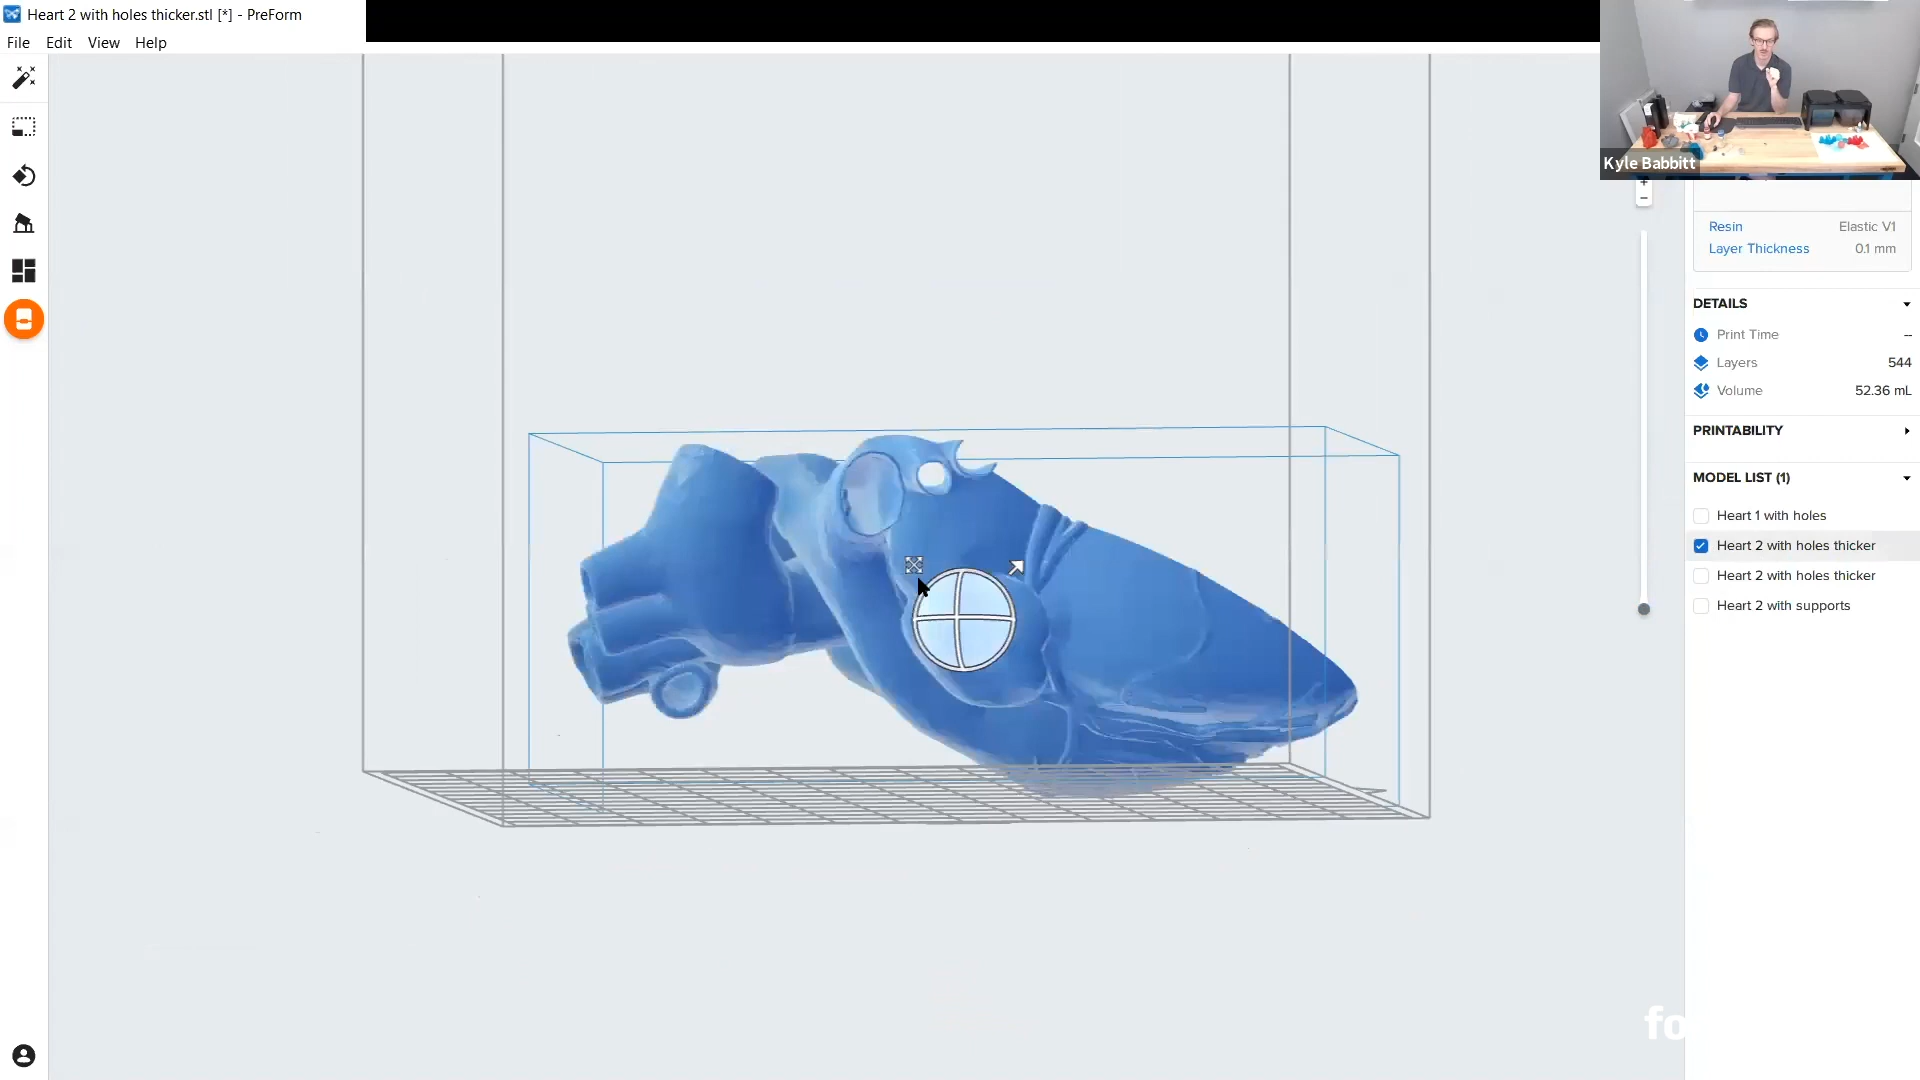 Heart 2 with holes thicker.stl [*] - PreForm
File Edit View Help
Kyle Babbitt
+
-
Resin Elastic V1
Layer Thickness 0.1 mm
DETAILS
Print Time --
Layers 544
Volume 52.36 mL
PRINTABILITY
MODEL LIST (1)
Heart 1 with holes
Heart 2 with holes thicker
Heart 2 with holes thicker
Heart 2 with supports
fo